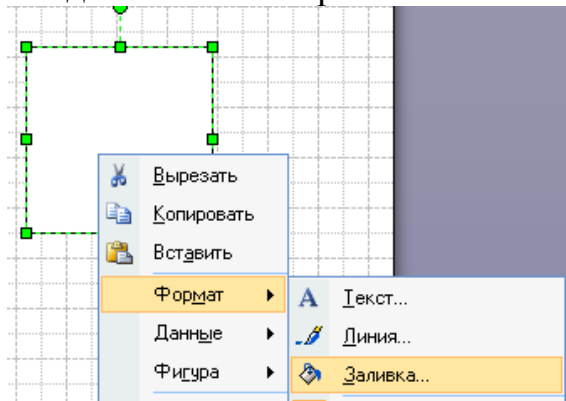 Вырезать
Копировать
Вставить
Формат
Данные
Фигура
Текст...
Линия...
Заливка...